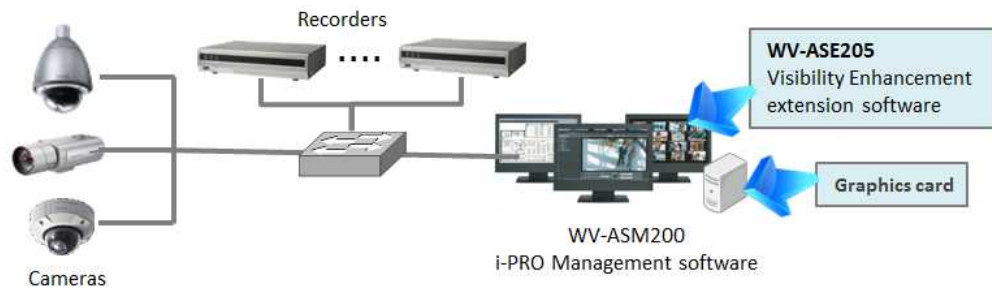 Recorders
WV-ASE205
Visibility Enhancement
extension software
Graphics card
WV-ASM200
i-PRO Management software
Cameras